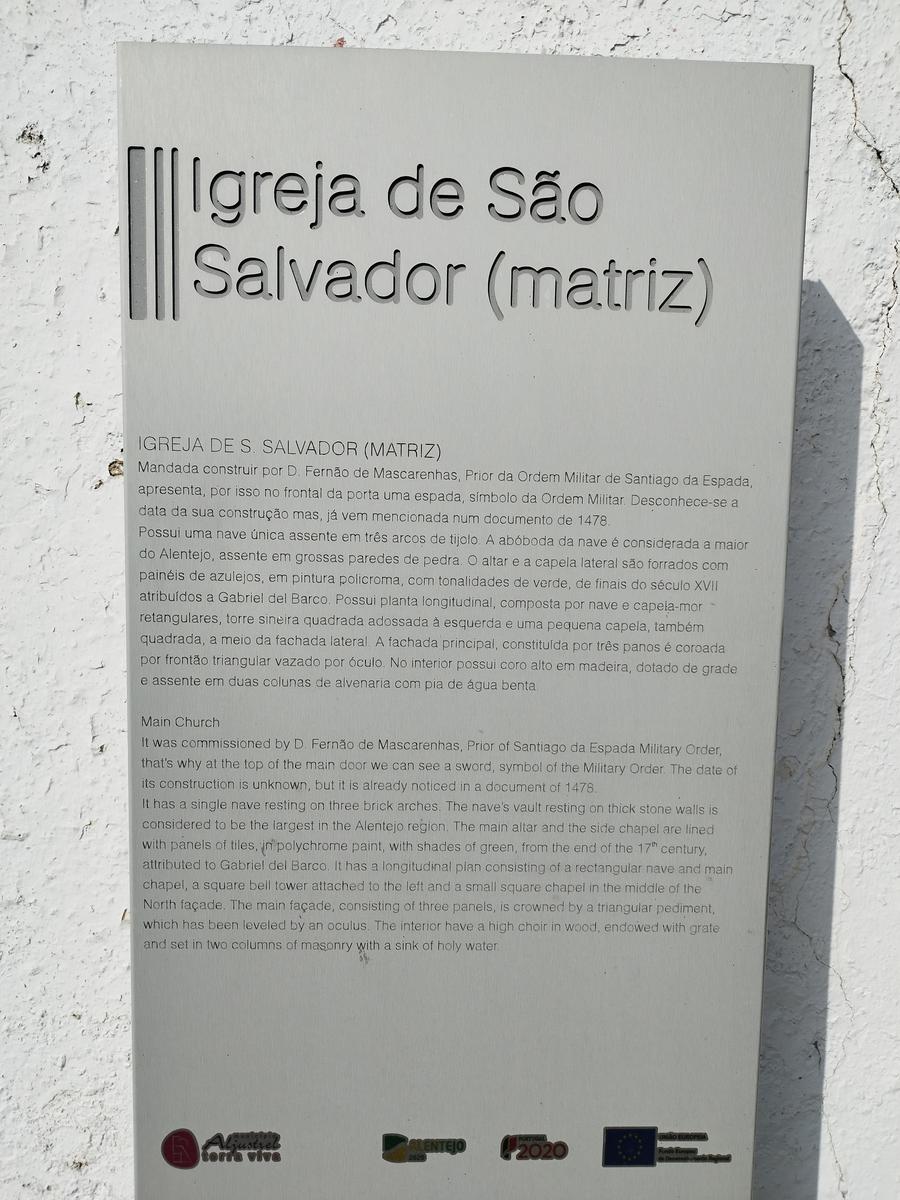 Igreja de São
Salvador (matriz)
IGREJA DE S. SALVADOR (MATRIZ)
Mandada construir por D. Fernão de Mascarenhas, Prior da Ordem Militar de Santiago da Espada,
apresenta, por isso no frontal da porta uma espada, símbolo da Ordem Militar. Desconhece-se a
data da sua construção mas, já vem mencionada num documento de 1478.
Possui uma nave única assente em três arcos de tijolo. A abóboda da nave é considerada a maior
do Alentejo, assente em grossas paredes de pedra. O altar e a capela lateral são forrados com
painéis de azulejos, em pintura policroma, com tonalidades de verde, de finais do século XVII
atribuídos a Gabriel del Barco. Possui planta longitudinal, composta por nave e capela-mor
retangulares, torre sineira quadrada adossada à esquerda e uma pequena capela, também
quadrada, a meio da fachada lateral. A fachada principal, constituída por três panos é coroada
por frontão triangular vazado por óculo. No interior possui coro alto em madeira, dotado de grade
e assente em duas colunas de alvenaria com pia de água benta.
Main Church
It was commissioned by D. Fernão de Mascarenhas, Prior of Santiago da Espada Military Order,
that's why at the top of the main door we can see a sword, symbol of the Military Order. The date of
its construction is unknown, but it is already noticed in a document of 1478.
It has a single nave resting on three brick arches. The nave's vault resting on thick stone walls is
considered to be the largest in the Alentejo region. The main altar and the side chapel are lined
with panels of tiles, in polychrome paint, with shades of green, from the end of the 17th century,
attributed to Gabriel del Barco. It has a longitudinal plan consisting of a rectangular nave and main
chapel, a square bell tower attached to the left and a small square chapel in the middle of the
North façade. The main façade, consisting of three panels, is crowned by a triangular pediment,
which has been leveled by an oculus. The interior have a high choir in wood, endowed with grate
and set in two columns of masonry with a sink of holy water.
município
Aljustrel
terra viva
ALENTEJO
2020
PORTUGAL
2020
UNIÃO EUROPEIA
Fundo Europeu
de Desenvolvimento Regional